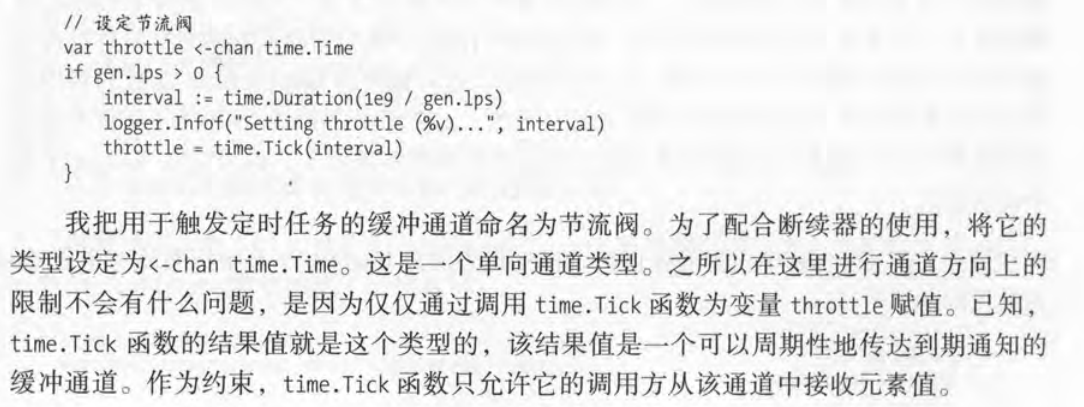 // 设定节流阀
var throttle <-chan time.Time
if gen.lps > 0 {
    interval := time.Duration(1e9 / gen.lps)
    logger.Infof("Setting throttle (%v)...", interval)
    throttle = time.Tick(interval)
}
我把用于触发定时任务的缓冲通道命名为节流阀。为了配合断续器的使用，将它的
类型设定为<-chan time.Time。这是一个单向通道类型。之所以在这里进行通道方向上的
限制不会有什么问题，是因为仅仅通过调用 time.Tick 函数为变量 throttle 赋值。已知，
time.Tick 函数的结果值就是这个类型的，该结果值是一个可以周期性地传达到期通知的
缓冲通道。作为约束，time.Tick 函数只允许它的调用方从该通道中接收元素值。